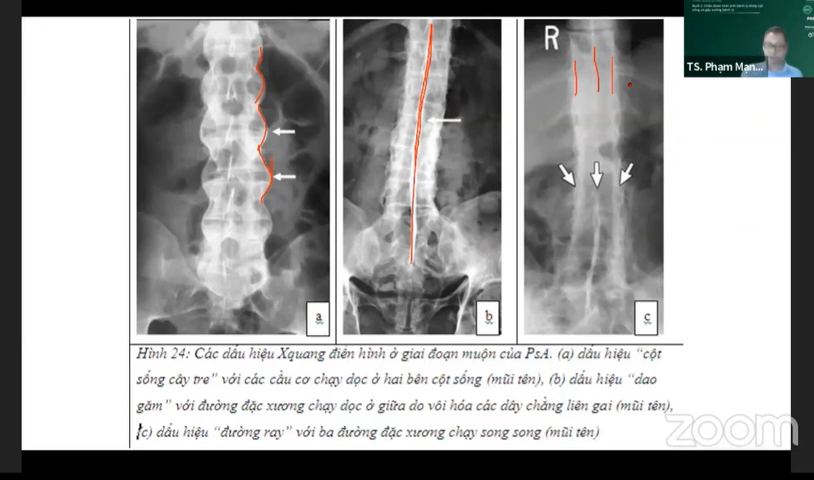 R
TS. Phạm Mạn...
a
b
c
Hình 24: Các dấu hiệu Xquang điển hình ở giai đoạn muộn của PsA. (a) dấu hiệu “cột
sống cây tre” với các cầu cơ chạy dọc ở hai bên cột sống (mũi tên), (b) dấu hiệu “dao
găm” với đường đặc xương chạy dọc ở giữa do vôi hóa các dây chằng liên gai (mũi tên),
(c) dấu hiệu “đường ray” với ba đường đặc xương chạy song song (mũi tên)
zoom